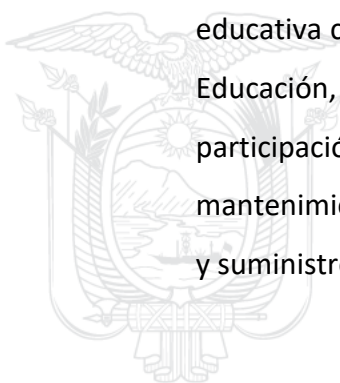 educativa
Educación,
participació
mantenimie
y suministr